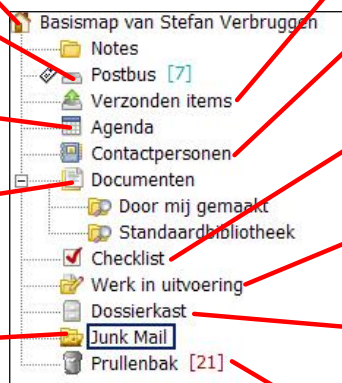 Basismap van Stefan Verbruggen
Notes
Postbus [7]
Verzonden items
Agenda
Contactpersonen
Documenten
Door mij gemaakt
Standaardbibliotheek
Checklist
Werk in uitvoering
Dossierkast
Junk Mail
Prullenbak [21]